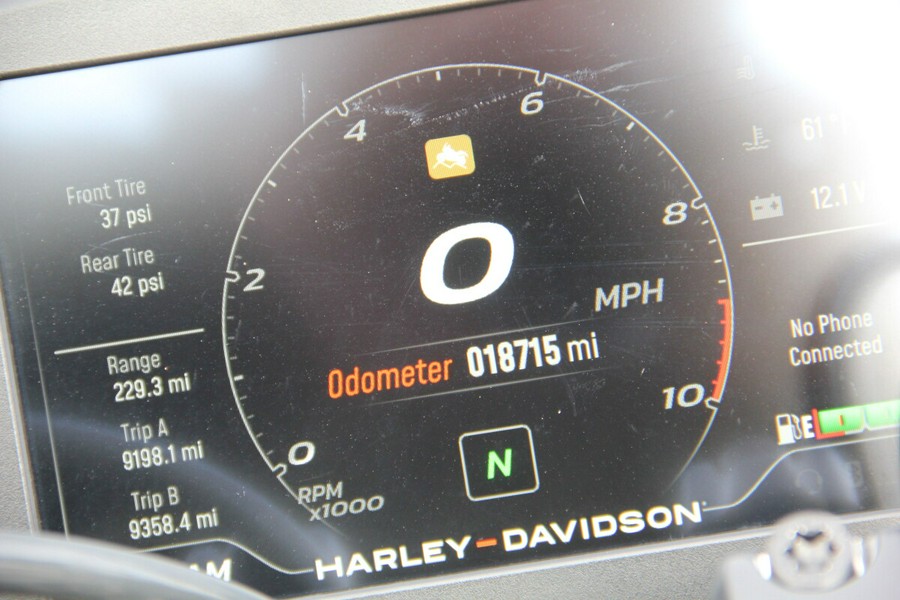 Front Tire
37 psi
Rear Tire
42 psi
Range
229.3 mi
Trip A
9198.1 mi
Trip B
9358.4 mi
0
2
4
6
8
10
RPM
x1000
0
MPH
Odometer 018715 mi
N
HARLEY-DAVIDSON
61
12.1 V
No Phone
Connected
E